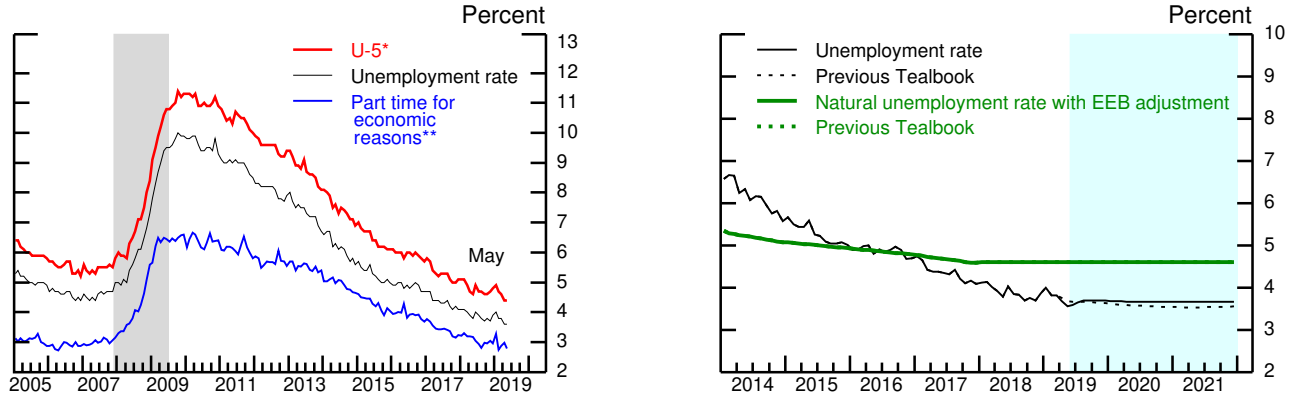 Percent
13
12
11
10
9
8
7
6
5
4
3
2
U-5*
Unemployment rate
Part time for
economic
reasons**
May
2005 2007 2009 2011 2013 2015 2017 2019
Percent
10
9
8
7
6
5
4
3
2
Unemployment rate
Previous Tealbook
Natural unemployment rate with EEB adjustment
Previous Tealbook
2014 2015 2016 2017 2018 2019 2020 2021